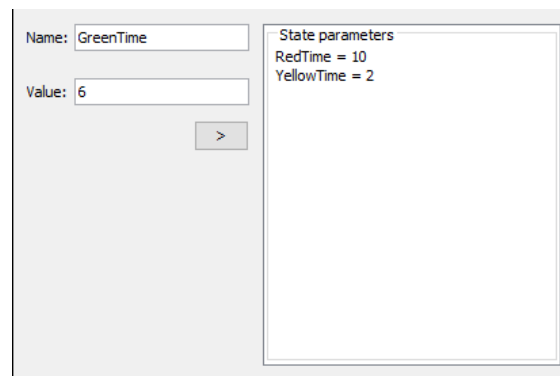 Name: GreenTime
Value: 6
>
State parameters
RedTime = 10
YellowTime = 2